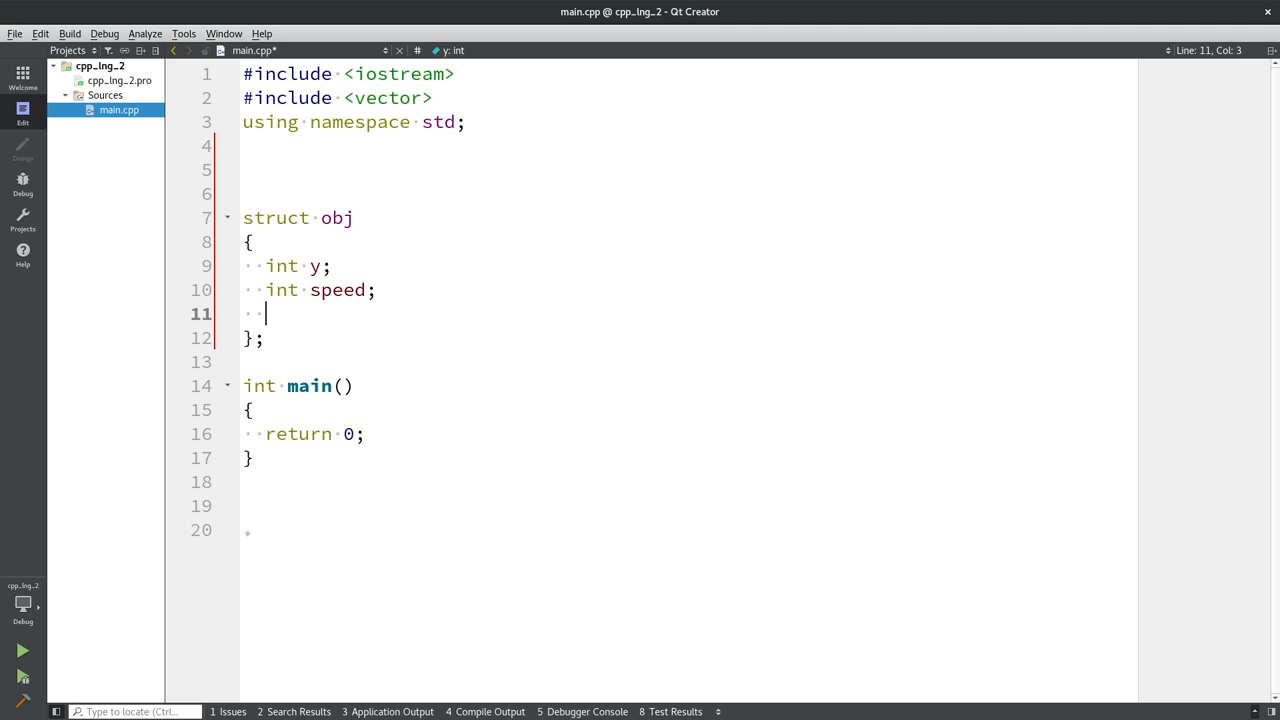 main.cpp @ cpp_lng_2 - Qt Creator
File Edit Build Debug Analyze Tools Window Help
Projects main.cpp* # y: int Line: 11, Col: 3
cpp_lng_2
cpp_lng_2.pro
Sources
main.cpp
Welcome
Edit
Design
Debug
Projects
Help
1 #include <iostream>
2 #include <vector>
3 using namespace std;
4
5
6
7 struct obj
8 {
9 int y;
10 int speed;
11
12 };
13
14 int main()
15 {
16 return 0;
17 }
18
19
20
cpp_lng_2
Debug
Type to locate (Ctrl... 1 Issues 2 Search Results 3 Application Output 4 Compile Output 5 Debugger Console 8 Test Results